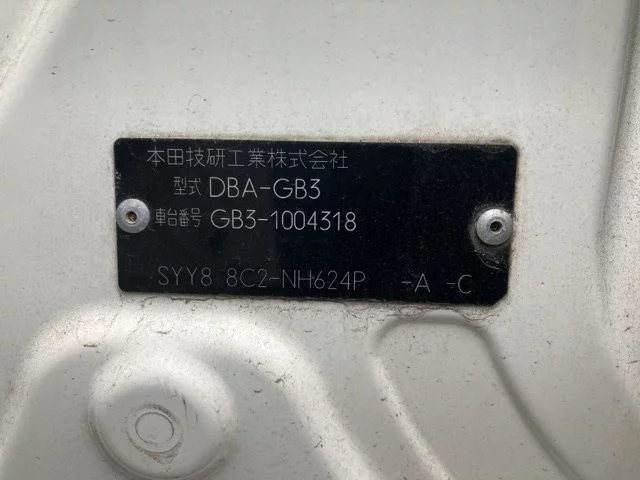 本田技研工業株式会社
型式 DBA-GB3
車台番号 GB3-1004318
SYY8 8C2-NH624P -A -C